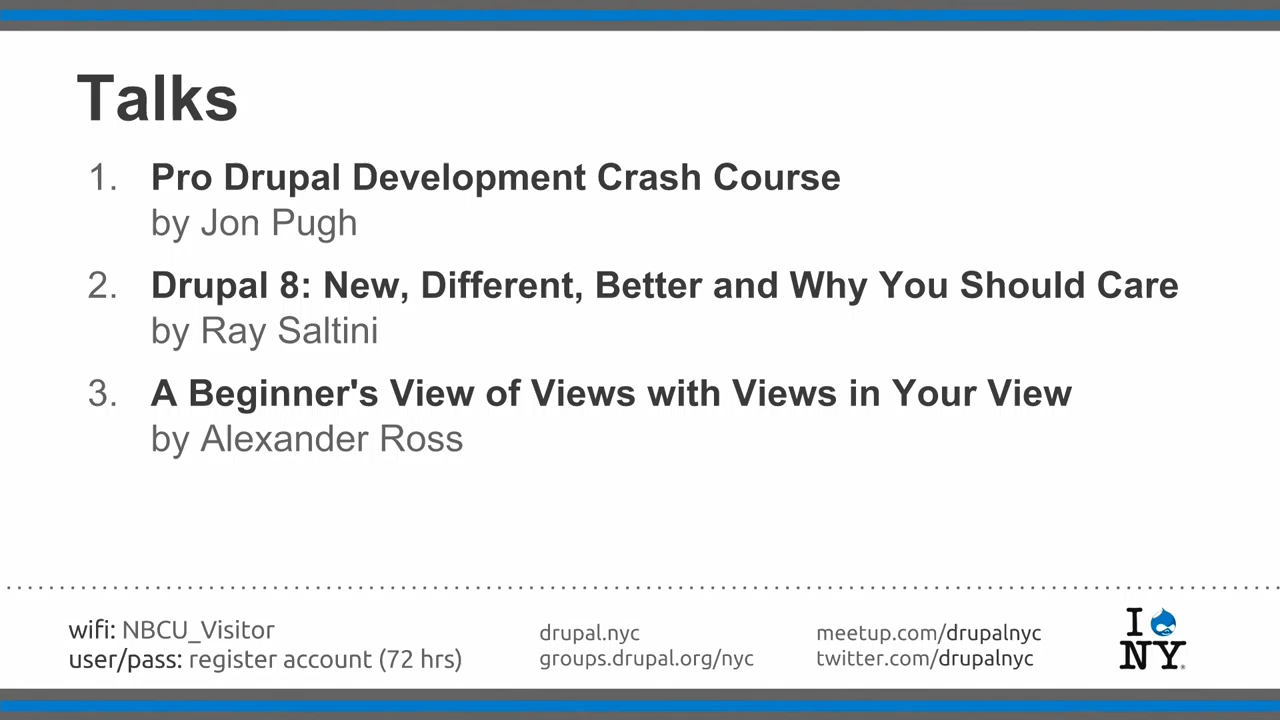 Talks
1. Pro Drupal Development Crash Course
by Jon Pugh
2. Drupal 8: New, Different, Better and Why You Should Care
by Ray Saltini
3. A Beginner's View of Views with Views in Your View
by Alexander Ross
wifi: NBCU_Visitor
user/pass: register account (72 hrs)
drupal.nyc
groups.drupal.org/nyc
meetup.com/drupalnyc
twitter.com/drupalnyc
I
NY®